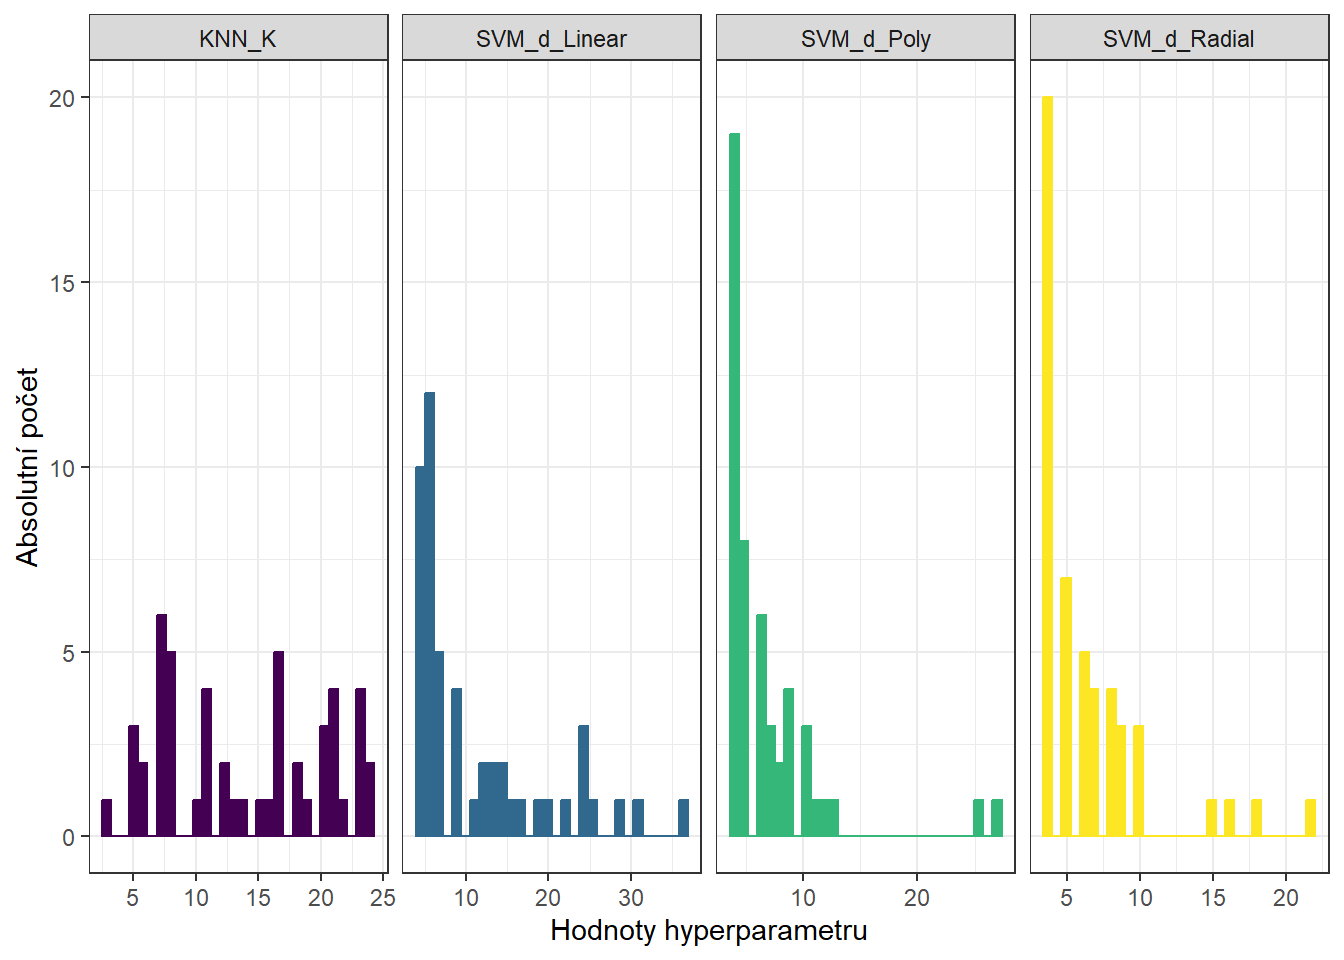 KNN_K
SVM_d_Linear
SVM_d_Poly
SVM_d_Radial
Absolutní počet
20
15
10
5
0
5 10 15 20 25
10 20 30
10 20
5 10 15 20
Hodnoty hyperparametru